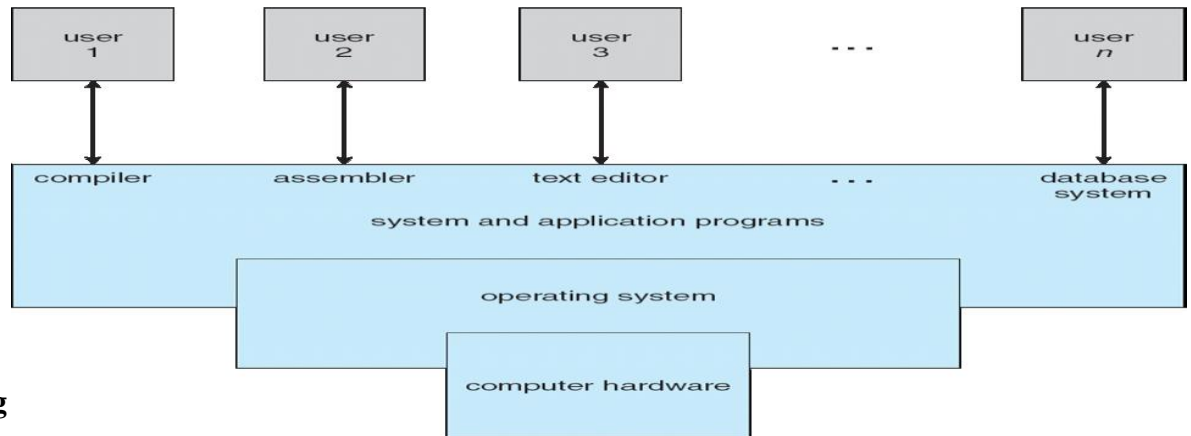 user
1
user
2
user
3
. . .
user
n
compiler
assembler
text editor
. . .
database
system
system and application programs
operating system
computer hardware
g